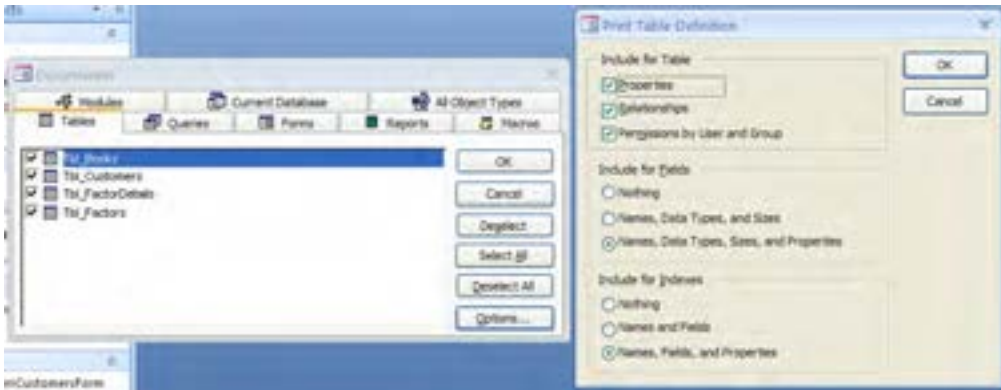 Documenter
Modules
Current Database
All Object Types
Tables
Queries
Forms
Reports
Macros
Tbl_Books
Tbl_Customers
Tbl_FactorDetails
Tbl_Factors
OK
Cancel
Deselect
Select All
Deselect All
Options...
Print Table Definition
Include for Table
Properties
Relationships
Permissions by User and Group
Include for Fields
Nothing
Names, Data Types, and Sizes
Names, Data Types, Sizes, and Properties
Include for Indexes
Nothing
Names and Fields
Names, Fields, and Properties
OK
Cancel